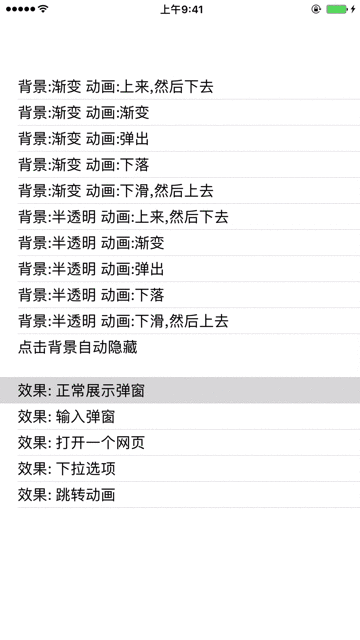 上午9:41
背景:渐变 动画:上来,然后下去
背景:渐变 动画:渐变
背景:渐变 动画:弹出
背景:渐变 动画:下落
背景:渐变 动画:下滑,然后上去
背景:半透明 动画:上来,然后下去
背景:半透明 动画:渐变
背景:半透明 动画:弹出
背景:半透明 动画:下落
背景:半透明 动画:下滑,然后上去
点击背景自动隐藏
效果: 正常展示弹窗
效果: 输入弹窗
效果: 打开一个网页
效果: 下拉选项
效果: 跳转动画